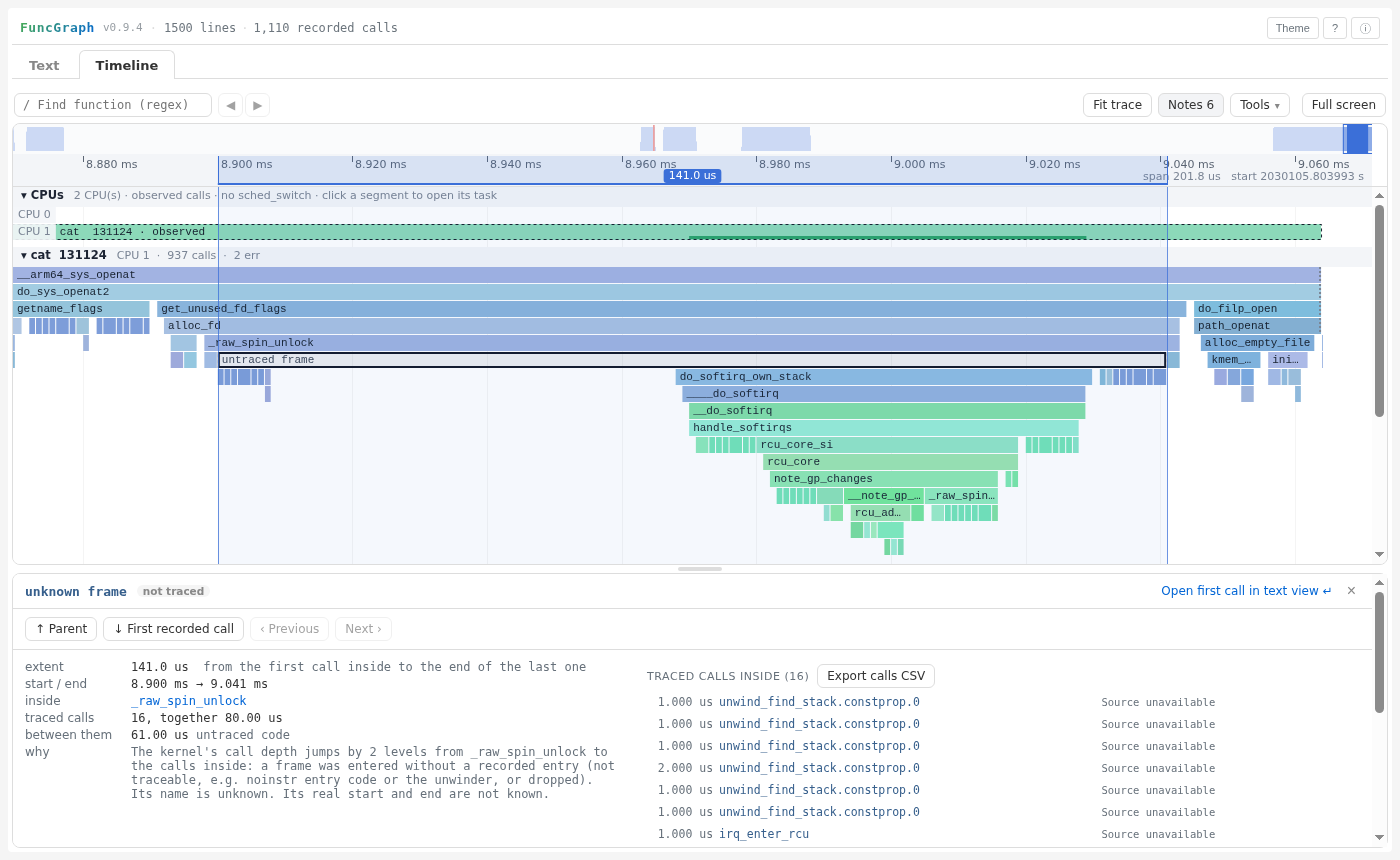 FuncGraph v0.9.4 · 1500 lines · 1,110 recorded calls Theme ? ⓘ
Text Timeline
/ Find function (regex) ◀ ▶ Fit trace Notes 6 Tools ▾ Full screen
8.880 ms 8.900 ms 8.920 ms 8.940 ms 8.960 ms 8.980 ms 9.000 ms 9.020 ms 9.040 ms 9.060 ms
141.0 us span 201.8 us start 2030105.803993 s
▾ CPUs 2 CPU(s) · observed calls · no sched_switch · click a segment to open its task
CPU 0
CPU 1 cat 131124 · observed
▾ cat 131124 CPU 1 · 937 calls · 2 err
__arm64_sys_openat
do_sys_openat2
getname_flags get_unused_fd_flags do_filp_open
alloc_fd path_openat
_raw_spin_unlock alloc_empty_file
untraced frame kmem_… ini…
do_softirq_own_stack
____do_softirq
__do_softirq
handle_softirqs
rcu_core_si
rcu_core
note_gp_changes
__note_gp_… _raw_spin…
rcu_ad…
unknown frame not traced Open first call in text view ↵ ×
↑ Parent ↓ First recorded call ‹ Previous Next ›
extent 141.0 us from the first call inside to the end of the last one
start / end 8.900 ms → 9.041 ms
inside _raw_spin_unlock
traced calls 16, together 80.00 us
between them 61.00 us untraced code
why The kernel's call depth jumps by 2 levels from _raw_spin_unlock to
the calls inside: a frame was entered without a recorded entry (not
traceable, e.g. noinstr entry code or the unwinder, or dropped).
Its name is unknown. Its real start and end are not known.
TRACED CALLS INSIDE (16) Export calls CSV
1.000 us unwind_find_stack.constprop.0 Source unavailable
1.000 us unwind_find_stack.constprop.0 Source unavailable
1.000 us unwind_find_stack.constprop.0 Source unavailable
2.000 us unwind_find_stack.constprop.0 Source unavailable
1.000 us unwind_find_stack.constprop.0 Source unavailable
1.000 us unwind_find_stack.constprop.0 Source unavailable
1.000 us irq_enter_rcu Source unavailable